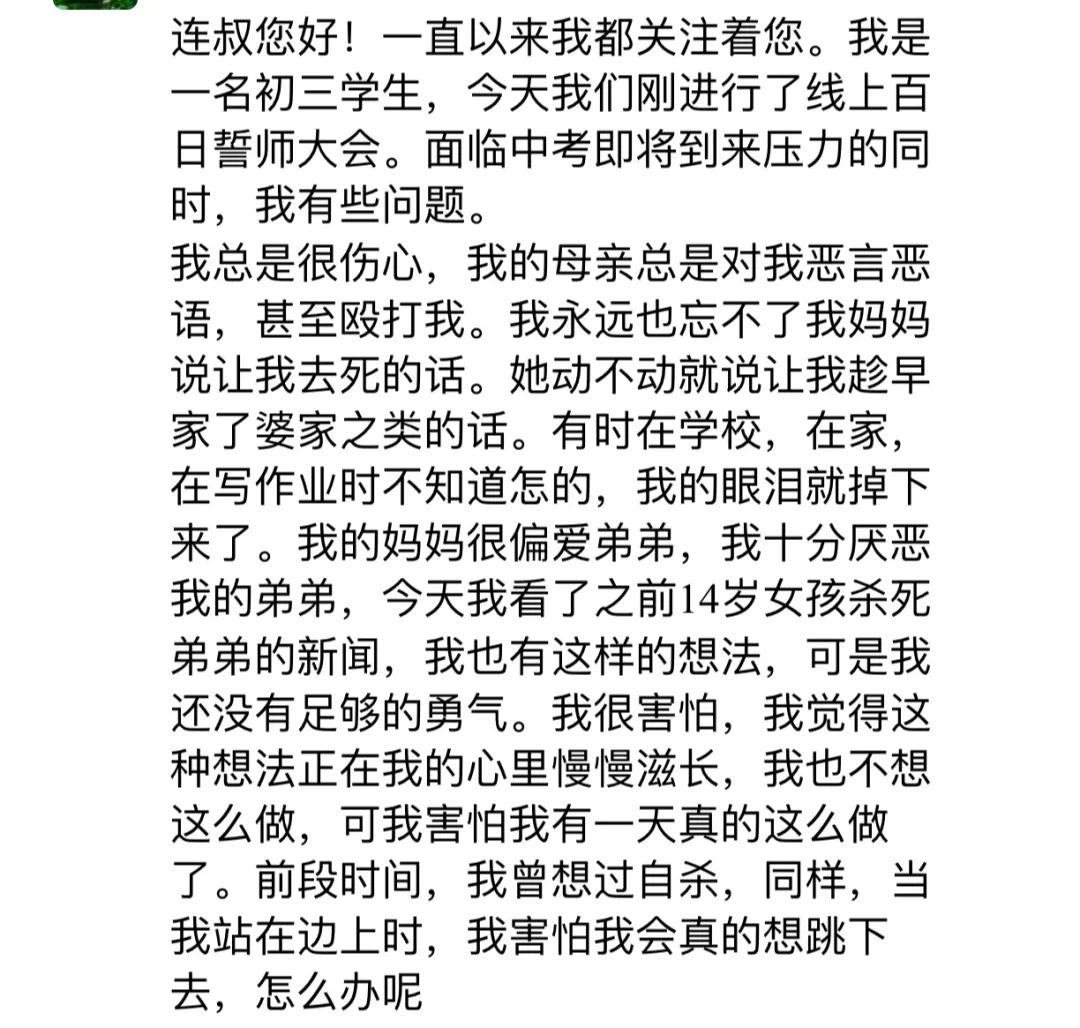 连叔您好！一直以来我都关注着您。我是
一名初三学生，今天我们刚进行了线上百
日誓师大会。面临中考即将到来压力的同
时，我有些问题。
我总是很伤心，我的母亲总是对我恶言恶
语，甚至殴打我。我永远也忘不了我妈妈
说让我去死的话。她动不动就说让我趁早
家了婆家之类的话。有时在学校，在家，
在写作业时不知道怎的，我的眼泪就掉下
来了。我的妈妈很偏爱弟弟，我十分厌恶
我的弟弟，今天我看了之前14岁女孩杀死
弟弟的新闻，我也有这样的想法，可是我
还没有足够的勇气。我很害怕，我觉得这
种想法正在我的心里慢慢滋长，我也不想
这么做，可我害怕我有一天真的这么做
了。前段时间，我曾想过自杀，同样，当
我站在边上时，我害怕我会真的想跳下
去，怎么办呢